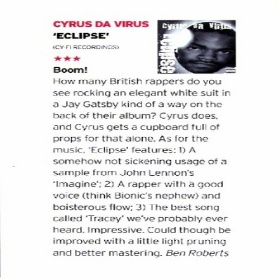 CYRUS DA VIRUS
'ECLIPSE'
(CY-FI RECORDINGS)
★★★
Boom!
How many British rappers do you
see rocking an elegant white suit in
a Jay Gatsby kind of a way on the
back of their album? Cyrus does,
and Cyrus gets a cupboard full of
props for that alone. As for the
music, 'Eclipse' features: 1) A
somehow not sickening usage of a
sample from John Lennon's
'Imagine'; 2) A rapper with a good
voice (think Bionic's nephew) and
boisterous flow; 3) The best song
called 'Tracey' we've probably ever
heard. Impressive. Could though be
improved with a little light pruning
and better mastering. Ben Roberts
cyrus da virus
Eclipse